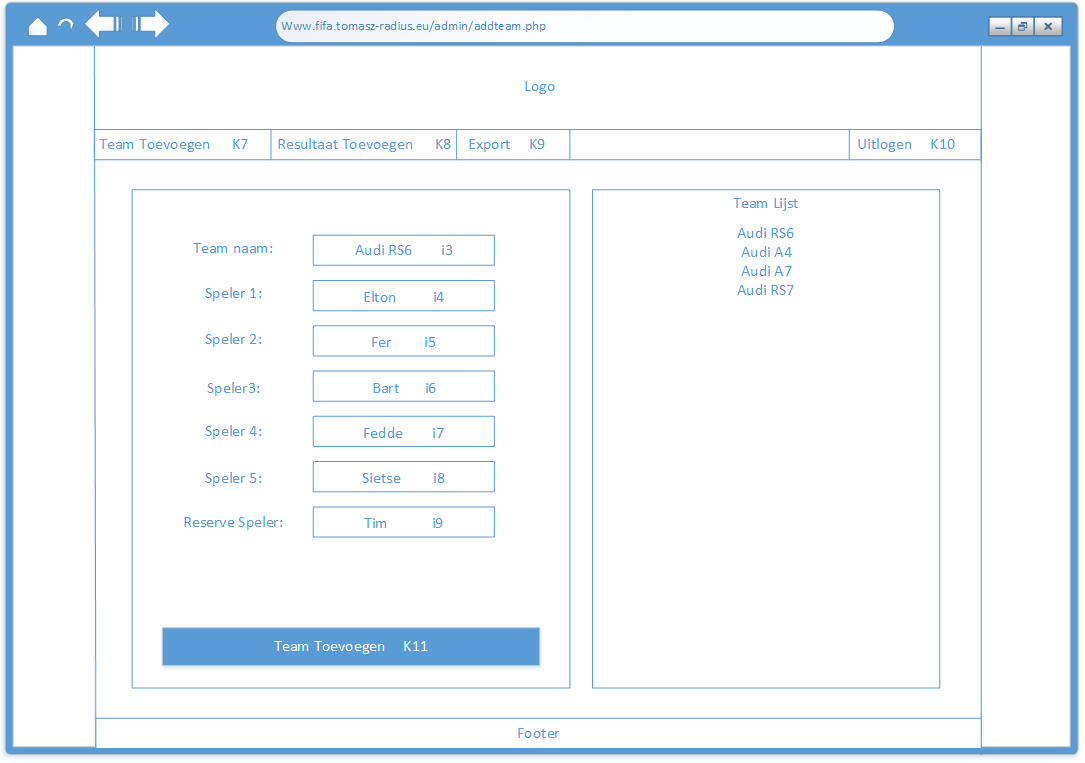 Www.fifa.tomasz-radius.eu/admin/addteam.php
Logo
Team Toevoegen K7 Resultaat Toevoegen K8 Export K9 Uitlogen K10
Team naam: Audi RS6 i3
Speler 1: Elton i4
Speler 2: Fer i5
Speler3: Bart i6
Speler 4: Fedde i7
Speler 5: Sietse i8
Reserve Speler: Tim i9
Team Toevoegen K11
Team Lijst
Audi RS6
Audi A4
Audi A7
Audi RS7
Footer